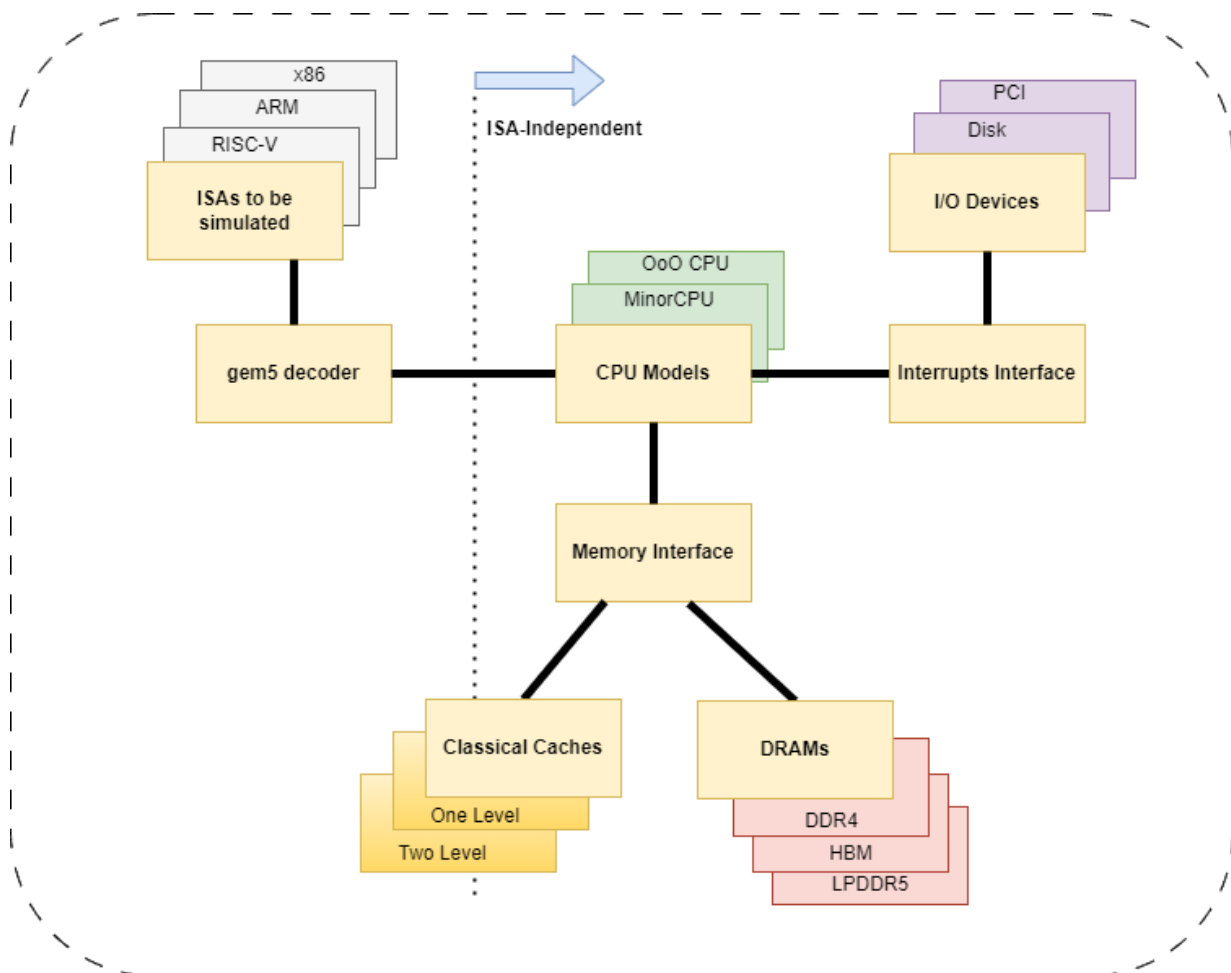 x86
ARM
RISC-V
ISAs to be
simulated
ISA-Independent
PCI
Disk
I/O Devices
OoO CPU
MinorCPU
gem5 decoder
CPU Models
Interrupts Interface
Memory Interface
Classical Caches
One Level
Two Level
DRAMs
DDR4
HBM
LPDDR5